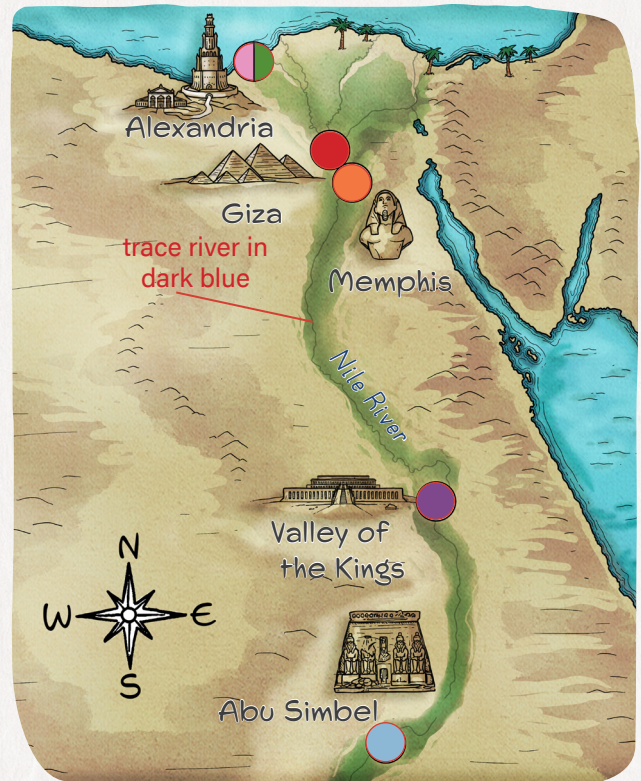 Alexandria
Giza
trace river in
dark blue
Memphis
Nile River
Valley of
the Kings
N
W
E
S
Abu Simbel